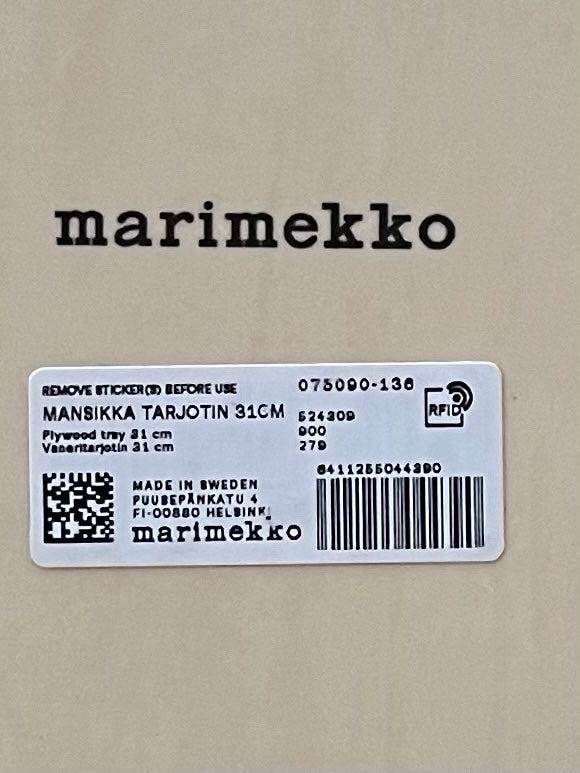 marimekko
REMOVE STICKER(S) BEFORE USE
MANSIKKA TARJOTIN 31CM
Plywood tray 31 cm
Vaneritarjotin 31 cm
075090-136
524309
900
279
RFID
MADE IN SWEDEN
PUUSEPÄNKATU 4
FI-00880 HELSINKI
marimekko
6411255044390